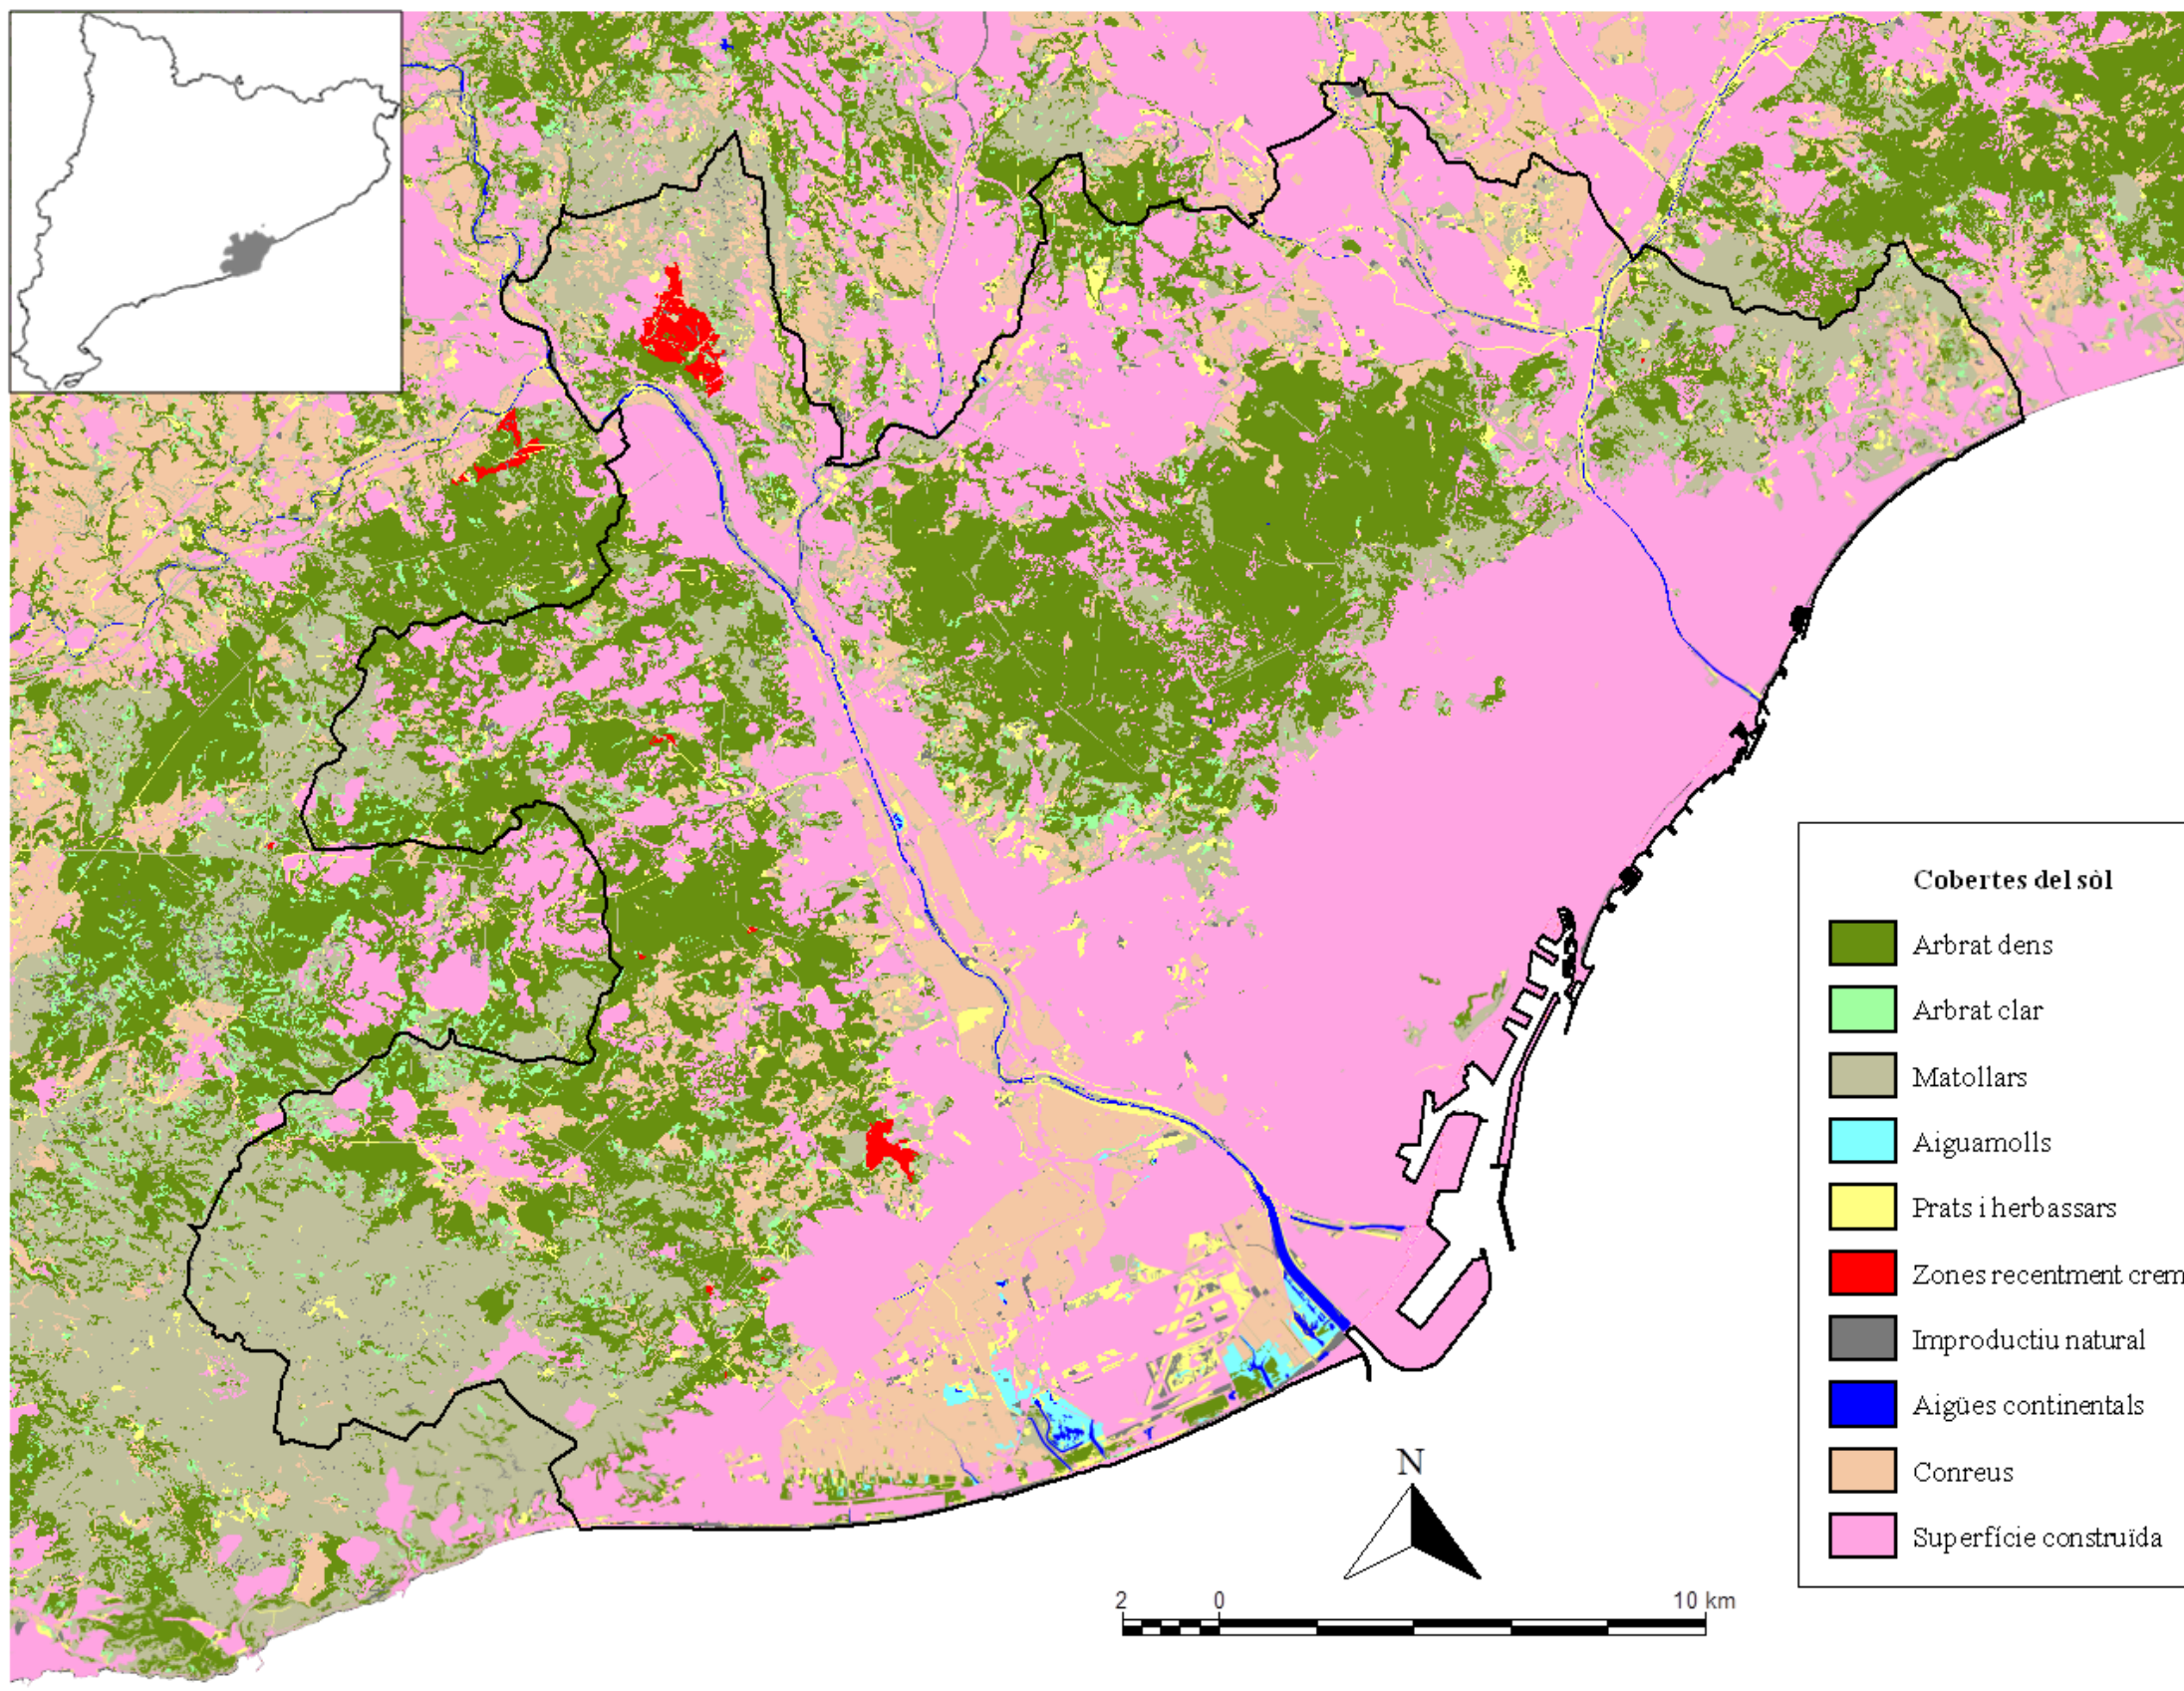 Cobertes del sòl
Arbrat dens
Arbrat clar
Matollars
Aiguamolls
Prats i herbassars
Zones recentment crem
Improductiu natural
Aigües continentals
Conreus
Superfície construïda
N
2 0 10 km